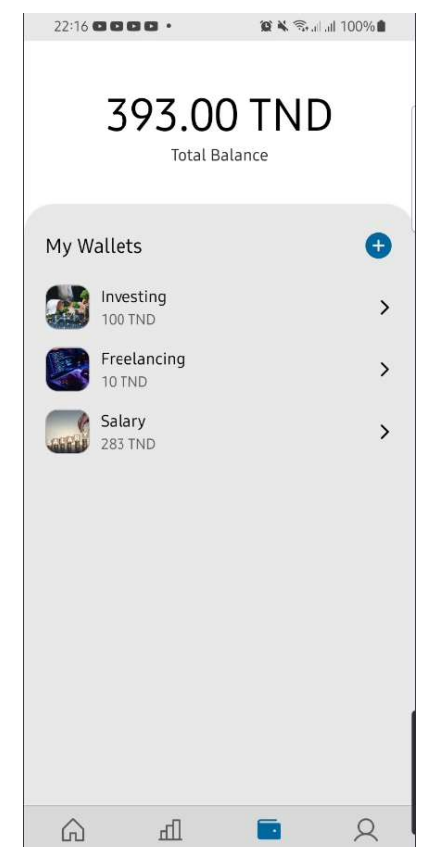 22:16 100%
393.00 TND
Total Balance
My Wallets
Investing
100 TND
Freelancing
10 TND
Salary
283 TND